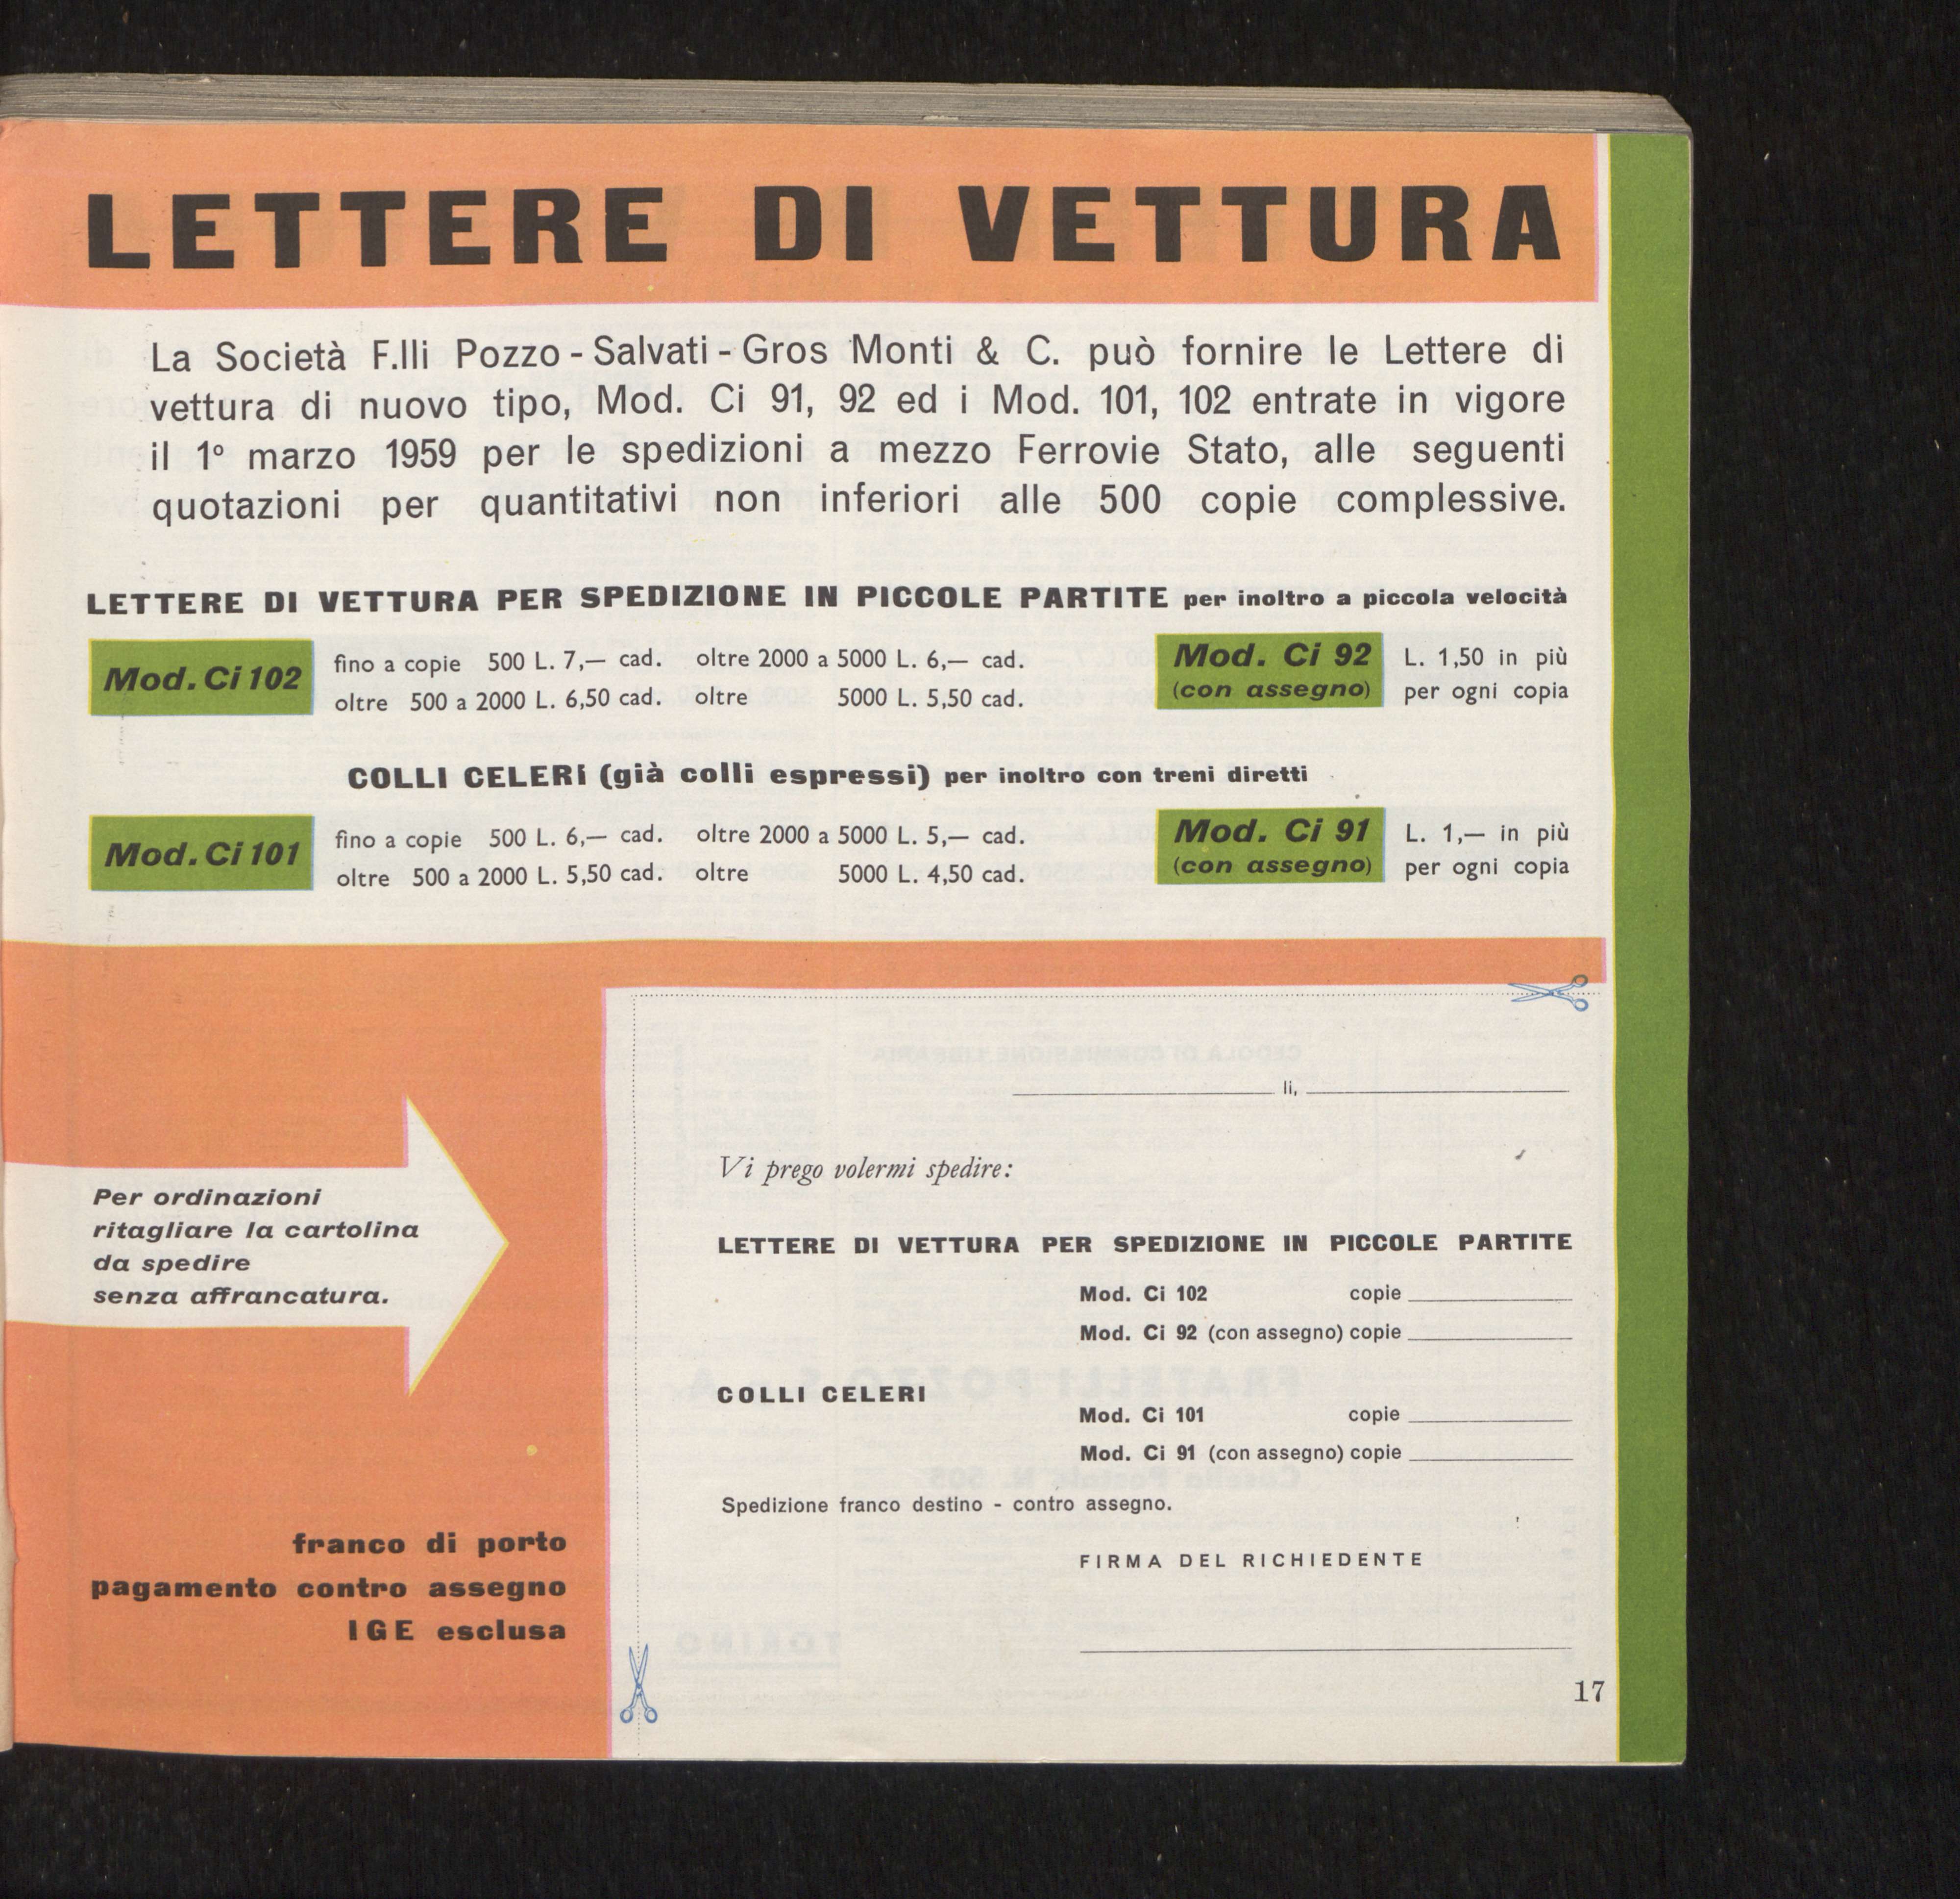 LETTERE DI VETTURA
La Società F.lli Pozzo - Salvati - Gros Monti & C. può fornire le Lettere di
vettura di nuovo tipo, Mod. Ci 91, 92 ed i Mod. 101, 102 entrate in vigore
il 1º marzo 1959 per le spedizioni a mezzo Ferrovie Stato, alle seguenti
quotazioni per quantitativi non inferiori alle 500 copie complessive.
LETTERE DI VETTURA PER SPEDIZIONE IN PICCOLE PARTITE per inoltro a piccola velocità
Mod. Ci 102
fino a copie 500 L. 7,— cad. oltre 2000 a 5000 L. 6,— cad.
oltre 500 a 2000 L. 6,50 cad. oltre 5000 L. 5,50 cad.
Mod. Ci 92
(con assegno)
L. 1,50 in più
per ogni copia
COLLI CELERI (già colli espressi) per inoltro con treni diretti
Mod. Ci 101
fino a copie 500 L. 6,— cad. oltre 2000 a 5000 L. 5,— cad.
oltre 500 a 2000 L. 5,50 cad. oltre 5000 L. 4,50 cad.
Mod. Ci 91
(con assegno)
L. 1,— in più
per ogni copia
Per ordinazioni
ritagliare la cartolina
da spedire
senza affrancatura.
franco di porto
pagamento contro assegno
IGE esclusa
li,
Vi prego volermi spedire:
LETTERE DI VETTURA PER SPEDIZIONE IN PICCOLE PARTITE
Mod. Ci 102 copie
Mod. Ci 92 (con assegno) copie
COLLI CELERI
Mod. Ci 101 copie
Mod. Ci 91 (con assegno) copie
Spedizione franco destino - contro assegno.
FIRMA DEL RICHIEDENTE
17